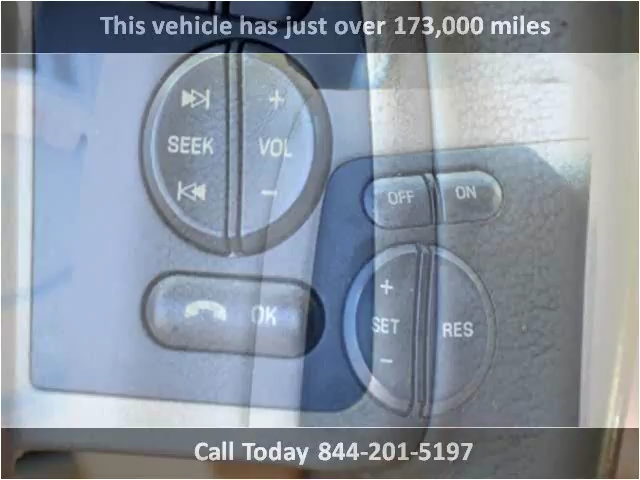 This vehicle has just over 173,000 miles
SEEK
+
VOL
-
OFF
ON
OK
+
SET
-
RES
Call Today 844-201-5197